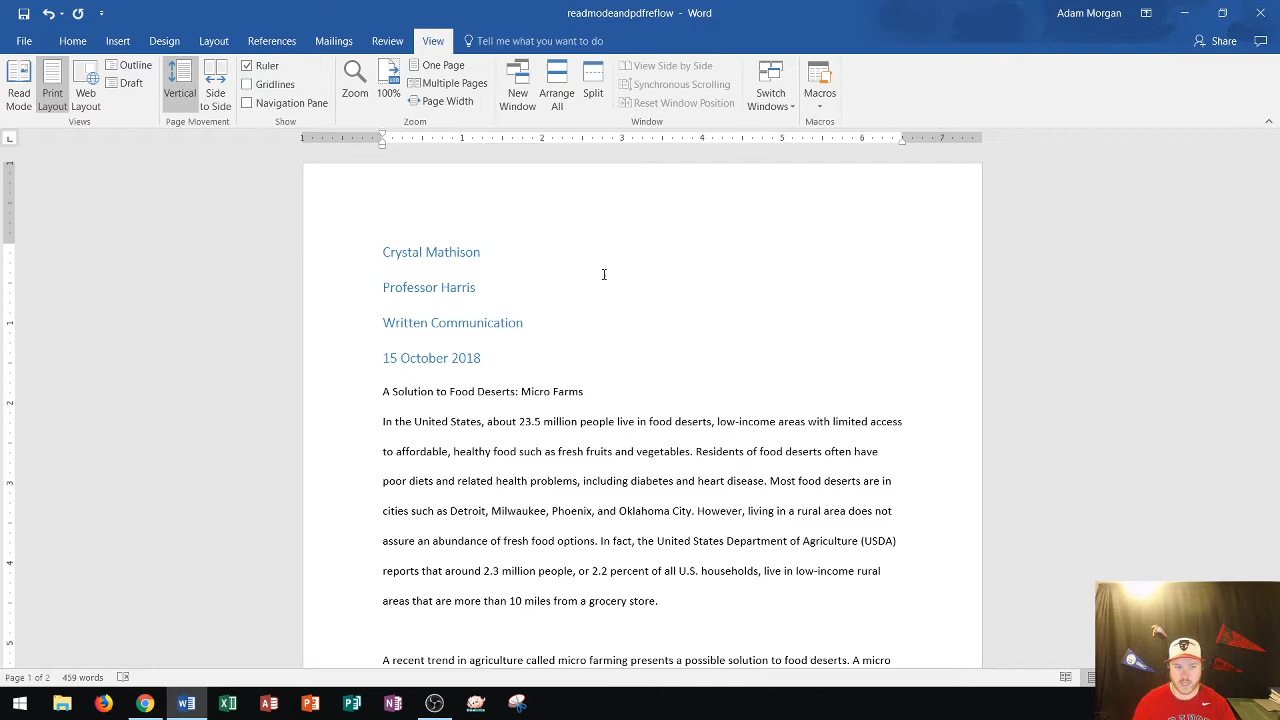 readmodeandpdfreflow - Word
Adam Morgan
File Home Insert Design Layout References Mailings Review View Tell me what you want to do Share
Read Mode
Print Layout
Web Layout
Outline
Draft
Views
Vertical
Side to Side
Page Movement
Ruler
Gridlines
Navigation Pane
Show
Zoom
100%
One Page
Multiple Pages
Page Width
Zoom
New Window
Arrange All
Split
View Side by Side
Synchronous Scrolling
Reset Window Position
Window
Switch Windows
Macros
Macros
1 1 2 3 4 5 6 7
Crystal Mathison
Professor Harris
Written Communication
15 October 2018
A Solution to Food Deserts: Micro Farms
In the United States, about 23.5 million people live in food deserts, low-income areas with limited access
to affordable, healthy food such as fresh fruits and vegetables. Residents of food deserts often have
poor diets and related health problems, including diabetes and heart disease. Most food deserts are in
cities such as Detroit, Milwaukee, Phoenix, and Oklahoma City. However, living in a rural area does not
assure an abundance of fresh food options. In fact, the United States Department of Agriculture (USDA)
reports that around 2.3 million people, or 2.2 percent of all U.S. households, live in low-income rural
areas that are more than 10 miles from a grocery store.
A recent trend in agriculture called micro farming presents a possible solution to food deserts. A micro
Page 1 of 2 459 words